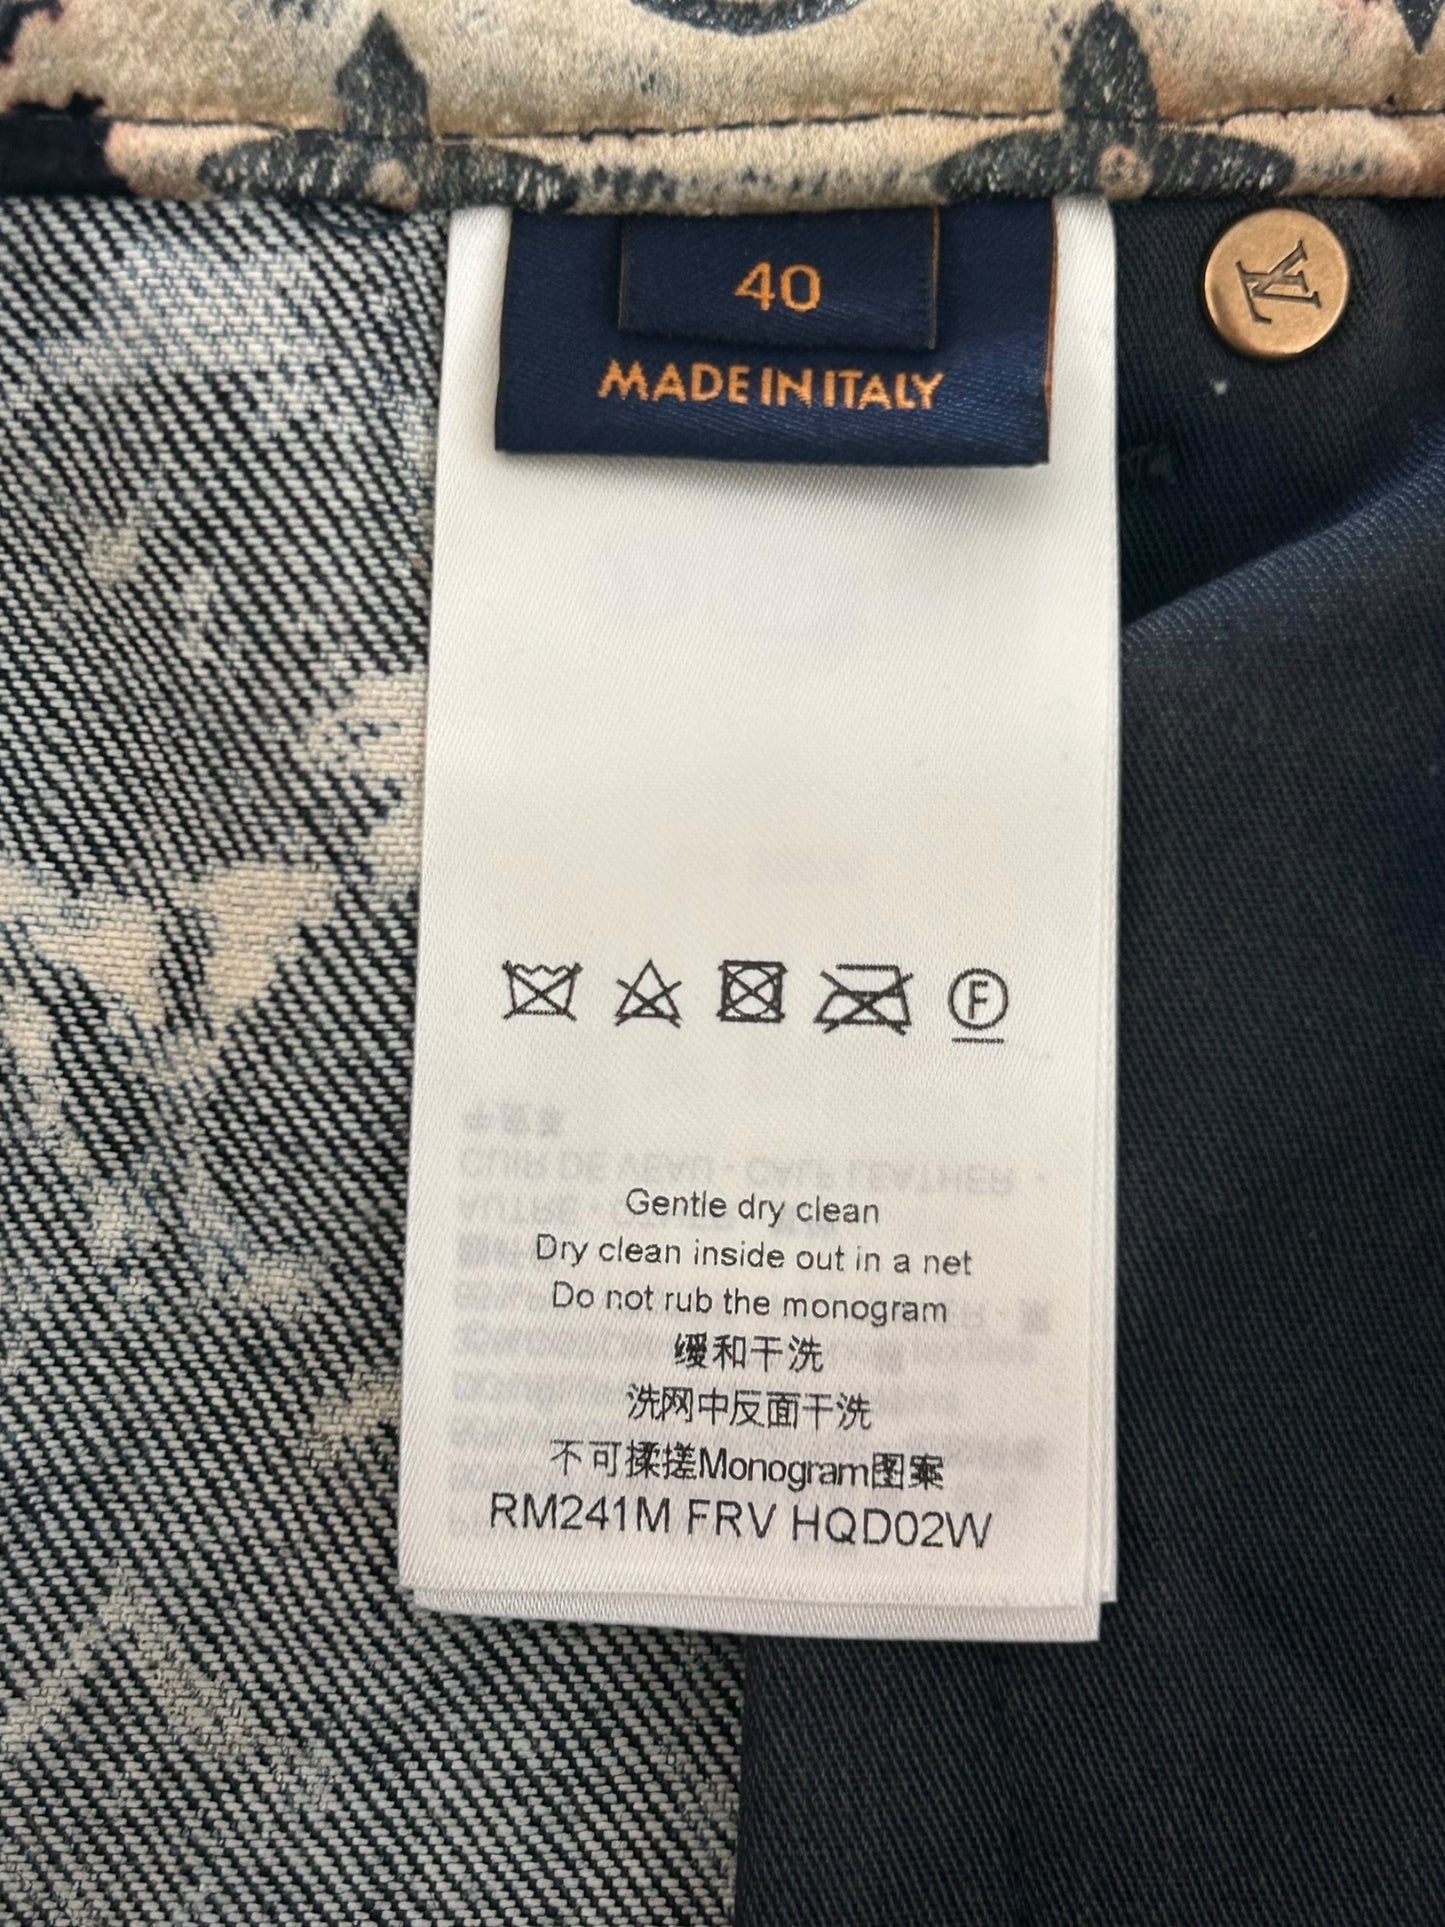 40
LV
MADE IN ITALY
F
Gentle dry clean
Dry clean inside out in a net
Do not rub the monogram
缓和干洗
洗网中反面干洗
不可揉搓Monogram图案
RM241M FRV HQD02W